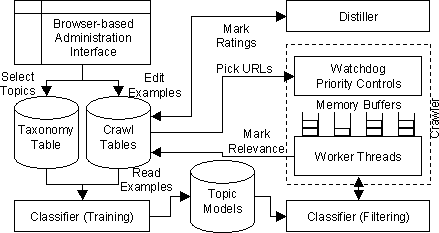 Browser-based
Administration
Interface
Distiller
Mark
Ratings
Select
Topics
Edit
Examples
Pick URLs
Watchdog
Priority Controls
Memory Buffers
Crawler
Taxonomy
Table
Crawl
Tables
Mark
Relevance
Worker Threads
Read
Examples
Topic
Models
Classifier (Training)
Classifier (Filtering)